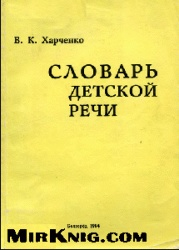 В. К. Харченко
СЛОВАРЬ
ДЕТСКОЙ
РЕЧИ
Белгород, 1994
MirKnig.com